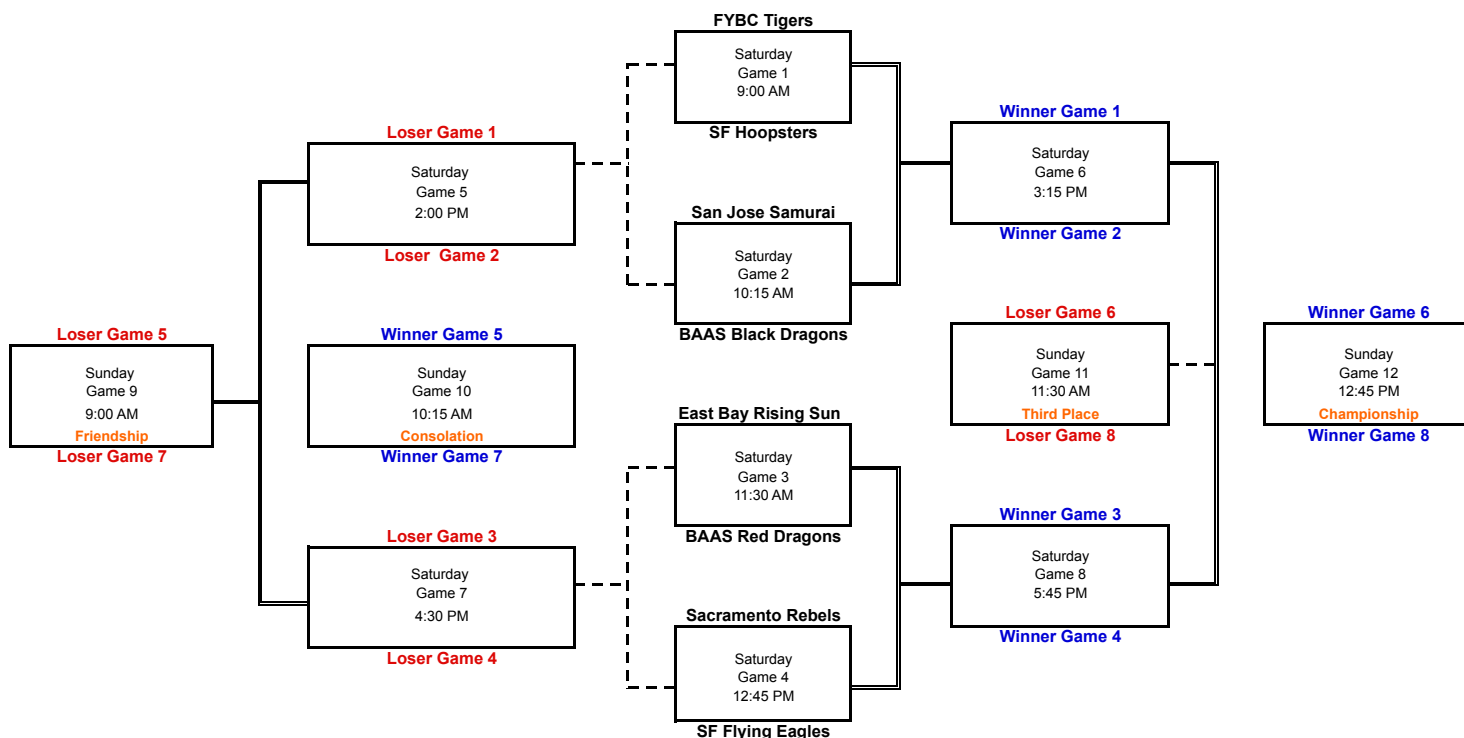 FYBC Tigers
Saturday
Game 1
9:00 AM
SF Hoopsters
Winner Game 1
Saturday
Game 6
3:15 PM
Winner Game 2
Loser Game 1
Saturday
Game 5
2:00 PM
Loser  Game 2
San Jose Samurai
Saturday
Game 2
10:15 AM
BAAS Black Dragons
Loser Game 5
Sunday
Game 9
9:00 AM
Friendship
Loser Game 7
Winner Game 5
Sunday
Game 10
10:15 AM
Consolation
Winner Game 7
Loser Game 6
Sunday
Game 11
11:30 AM
Third Place
Loser Game 8
Winner Game 6
Sunday
Game 12
12:45 PM
Championship
Winner Game 8
East Bay Rising Sun
Saturday
Game 3
11:30 AM
BAAS Red Dragons
Loser Game 3
Saturday
Game 7
4:30 PM
Loser Game 4
Winner Game 3
Saturday
Game 8
5:45 PM
Winner Game 4
Sacramento Rebels
Saturday
Game 4
12:45 PM
SF Flying Eagles